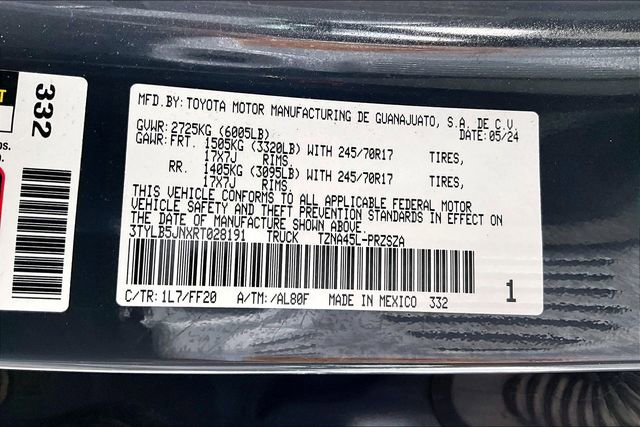 MFD.BY: TOYOTA MOTOR MANUFACTURING DE GUANAJUATO, S.A. DE C.V.
GVWR: 2725KG (6005LB) DATE: 05/24
GAWR: FRT. 1505KG (3320LB) WITH 245/70R17 TIRES,
17X7J RIMS.
RR. 1405KG (3095LB) WITH 245/70R17 TIRES,
17X7J RIMS.
THIS VEHICLE CONFORMS TO ALL APPLICABLE FEDERAL MOTOR
VEHICLE SAFETY AND THEFT PREVENTION STANDARDS IN EFFECT ON
THE DATE OF MANUFACTURE SHOWN ABOVE.
3TYLB5JNXRT028191 TRUCK TZNA45L-PRZSZA
C/TR: 1L7/FF20 A/TM: /AL80F MADE IN MEXICO 332
1
332